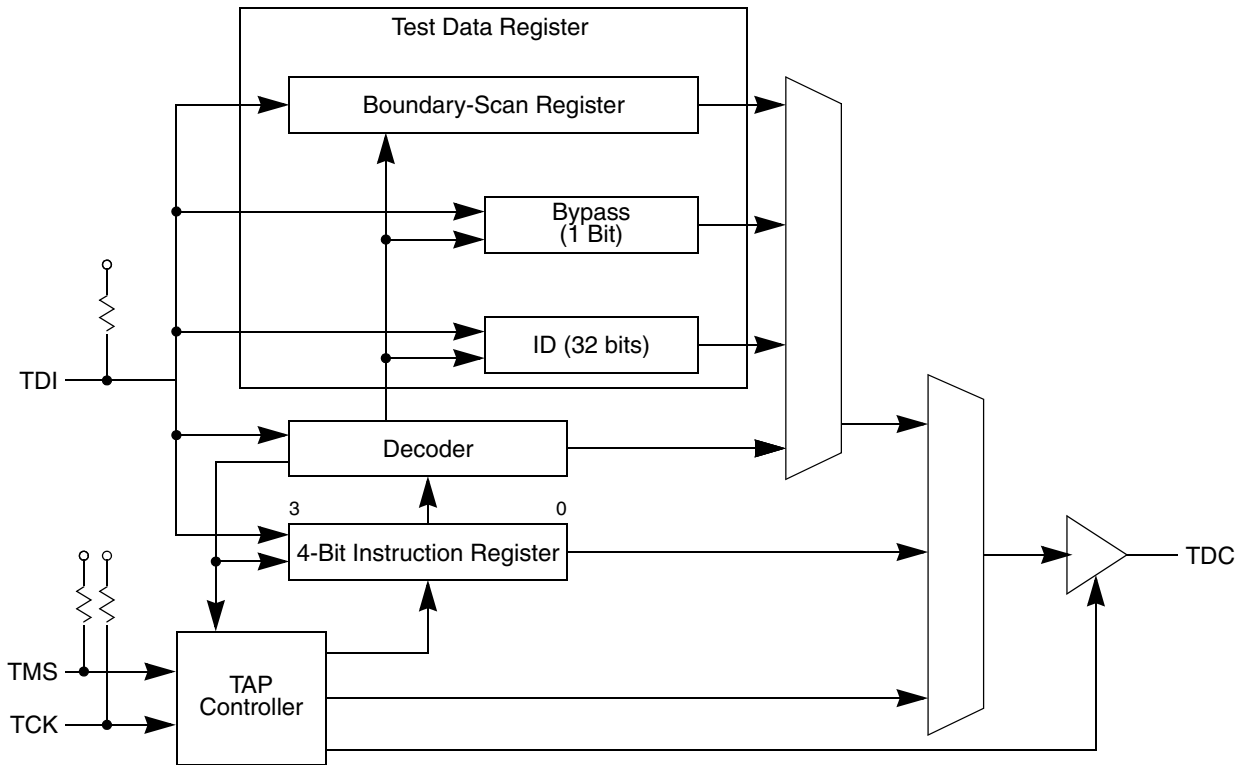 Test Data Register
Boundary-Scan Register
Bypass
(1 Bit)
ID (32 bits)
TDI
Decoder
3
0
4-Bit Instruction Register
TDC
TMS
TCK
TAP
Controller